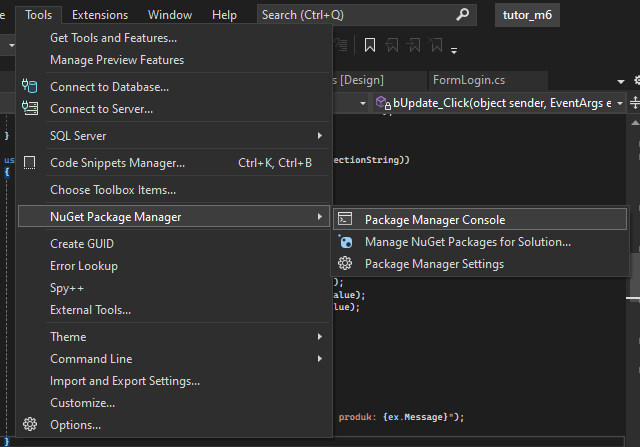 Tools Extensions Window Help Search (Ctrl+Q) tutor_m6
Get Tools and Features...
Manage Preview Features
[Design] FormLogin.cs
Connect to Database...
bUpdate_Click(object sender, EventArgs e
Connect to Server...
SQL Server
}
us
ectionString))
Code Snippets Manager... Ctrl+K, Ctrl+B
{
Choose Toolbox Items...
NuGet Package Manager
Package Manager Console
Create GUID
Manage NuGet Packages for Solution...
Error Lookup
Package Manager Settings
Spy++
);
alue);
External Tools...
lue);
Theme
Command Line
Import and Export Settings...
Customize...
produk: {ex.Message}");
Options...
}